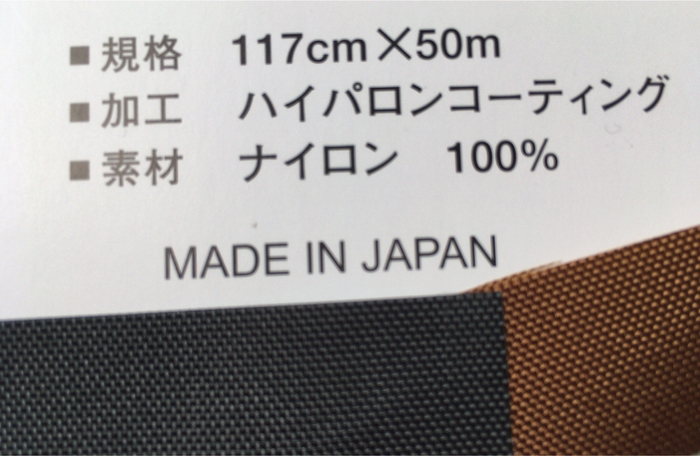 ■規格 117cm×50m
■加工 ハイパロンコーティング
■素材 ナイロン 100%
MADE IN JAPAN